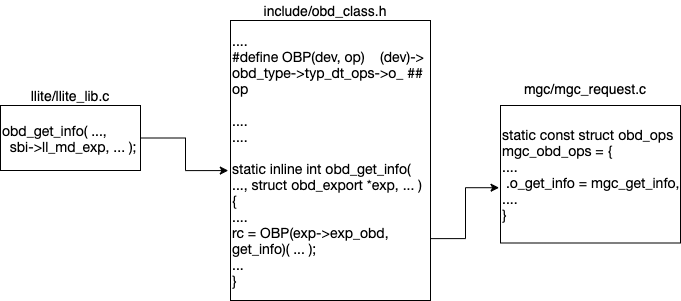 llite/llite_lib.c
obd_get_info( ...,
sbi->ll_md_exp, ... );
include/obd_class.h
....
#define OBP(dev, op)    (dev)->
obd_type->typ_dt_ops->o_ ##
op
....
....
static inline int obd_get_info(
..., struct obd_export *exp, ... )
{
....
rc = OBP(exp->exp_obd,
get_info)( ... );
...
}
mgc/mgc_request.c
static const struct obd_ops
mgc_obd_ops = {
....
.o_get_info = mgc_get_info,
....
}